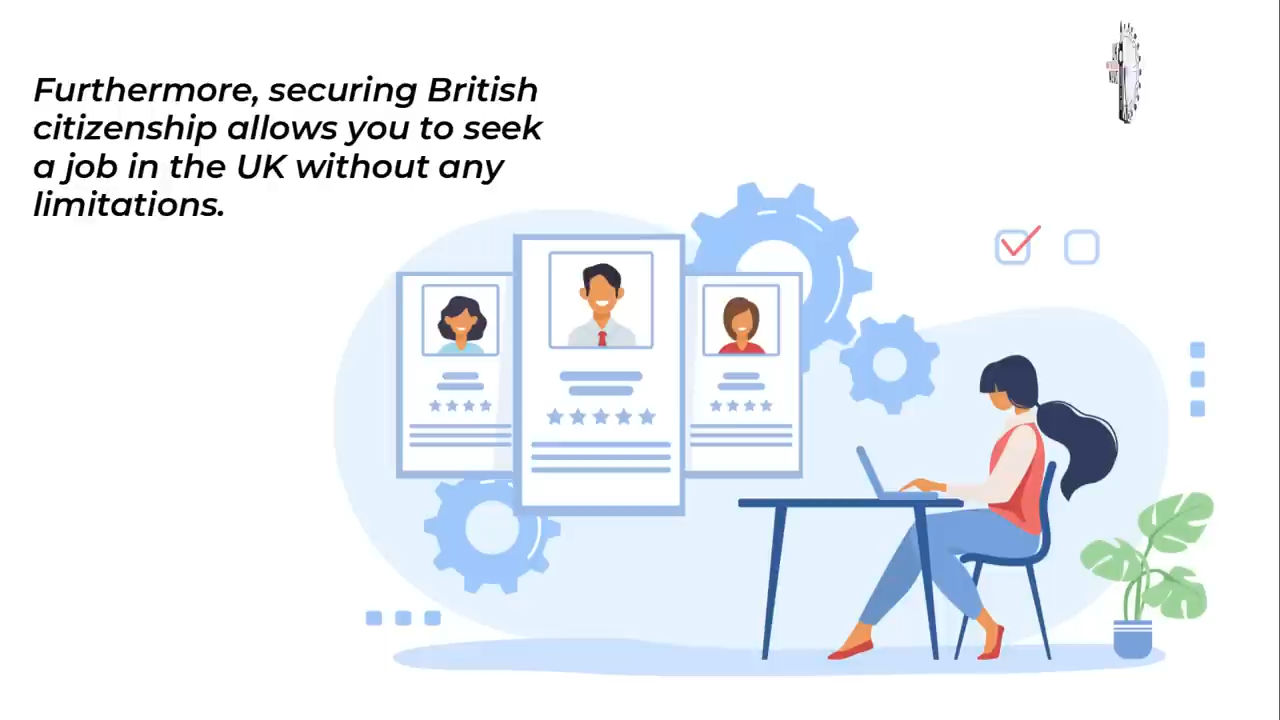 Furthermore, securing British
citizenship allows you to seek
a job in the UK without any
limitations.